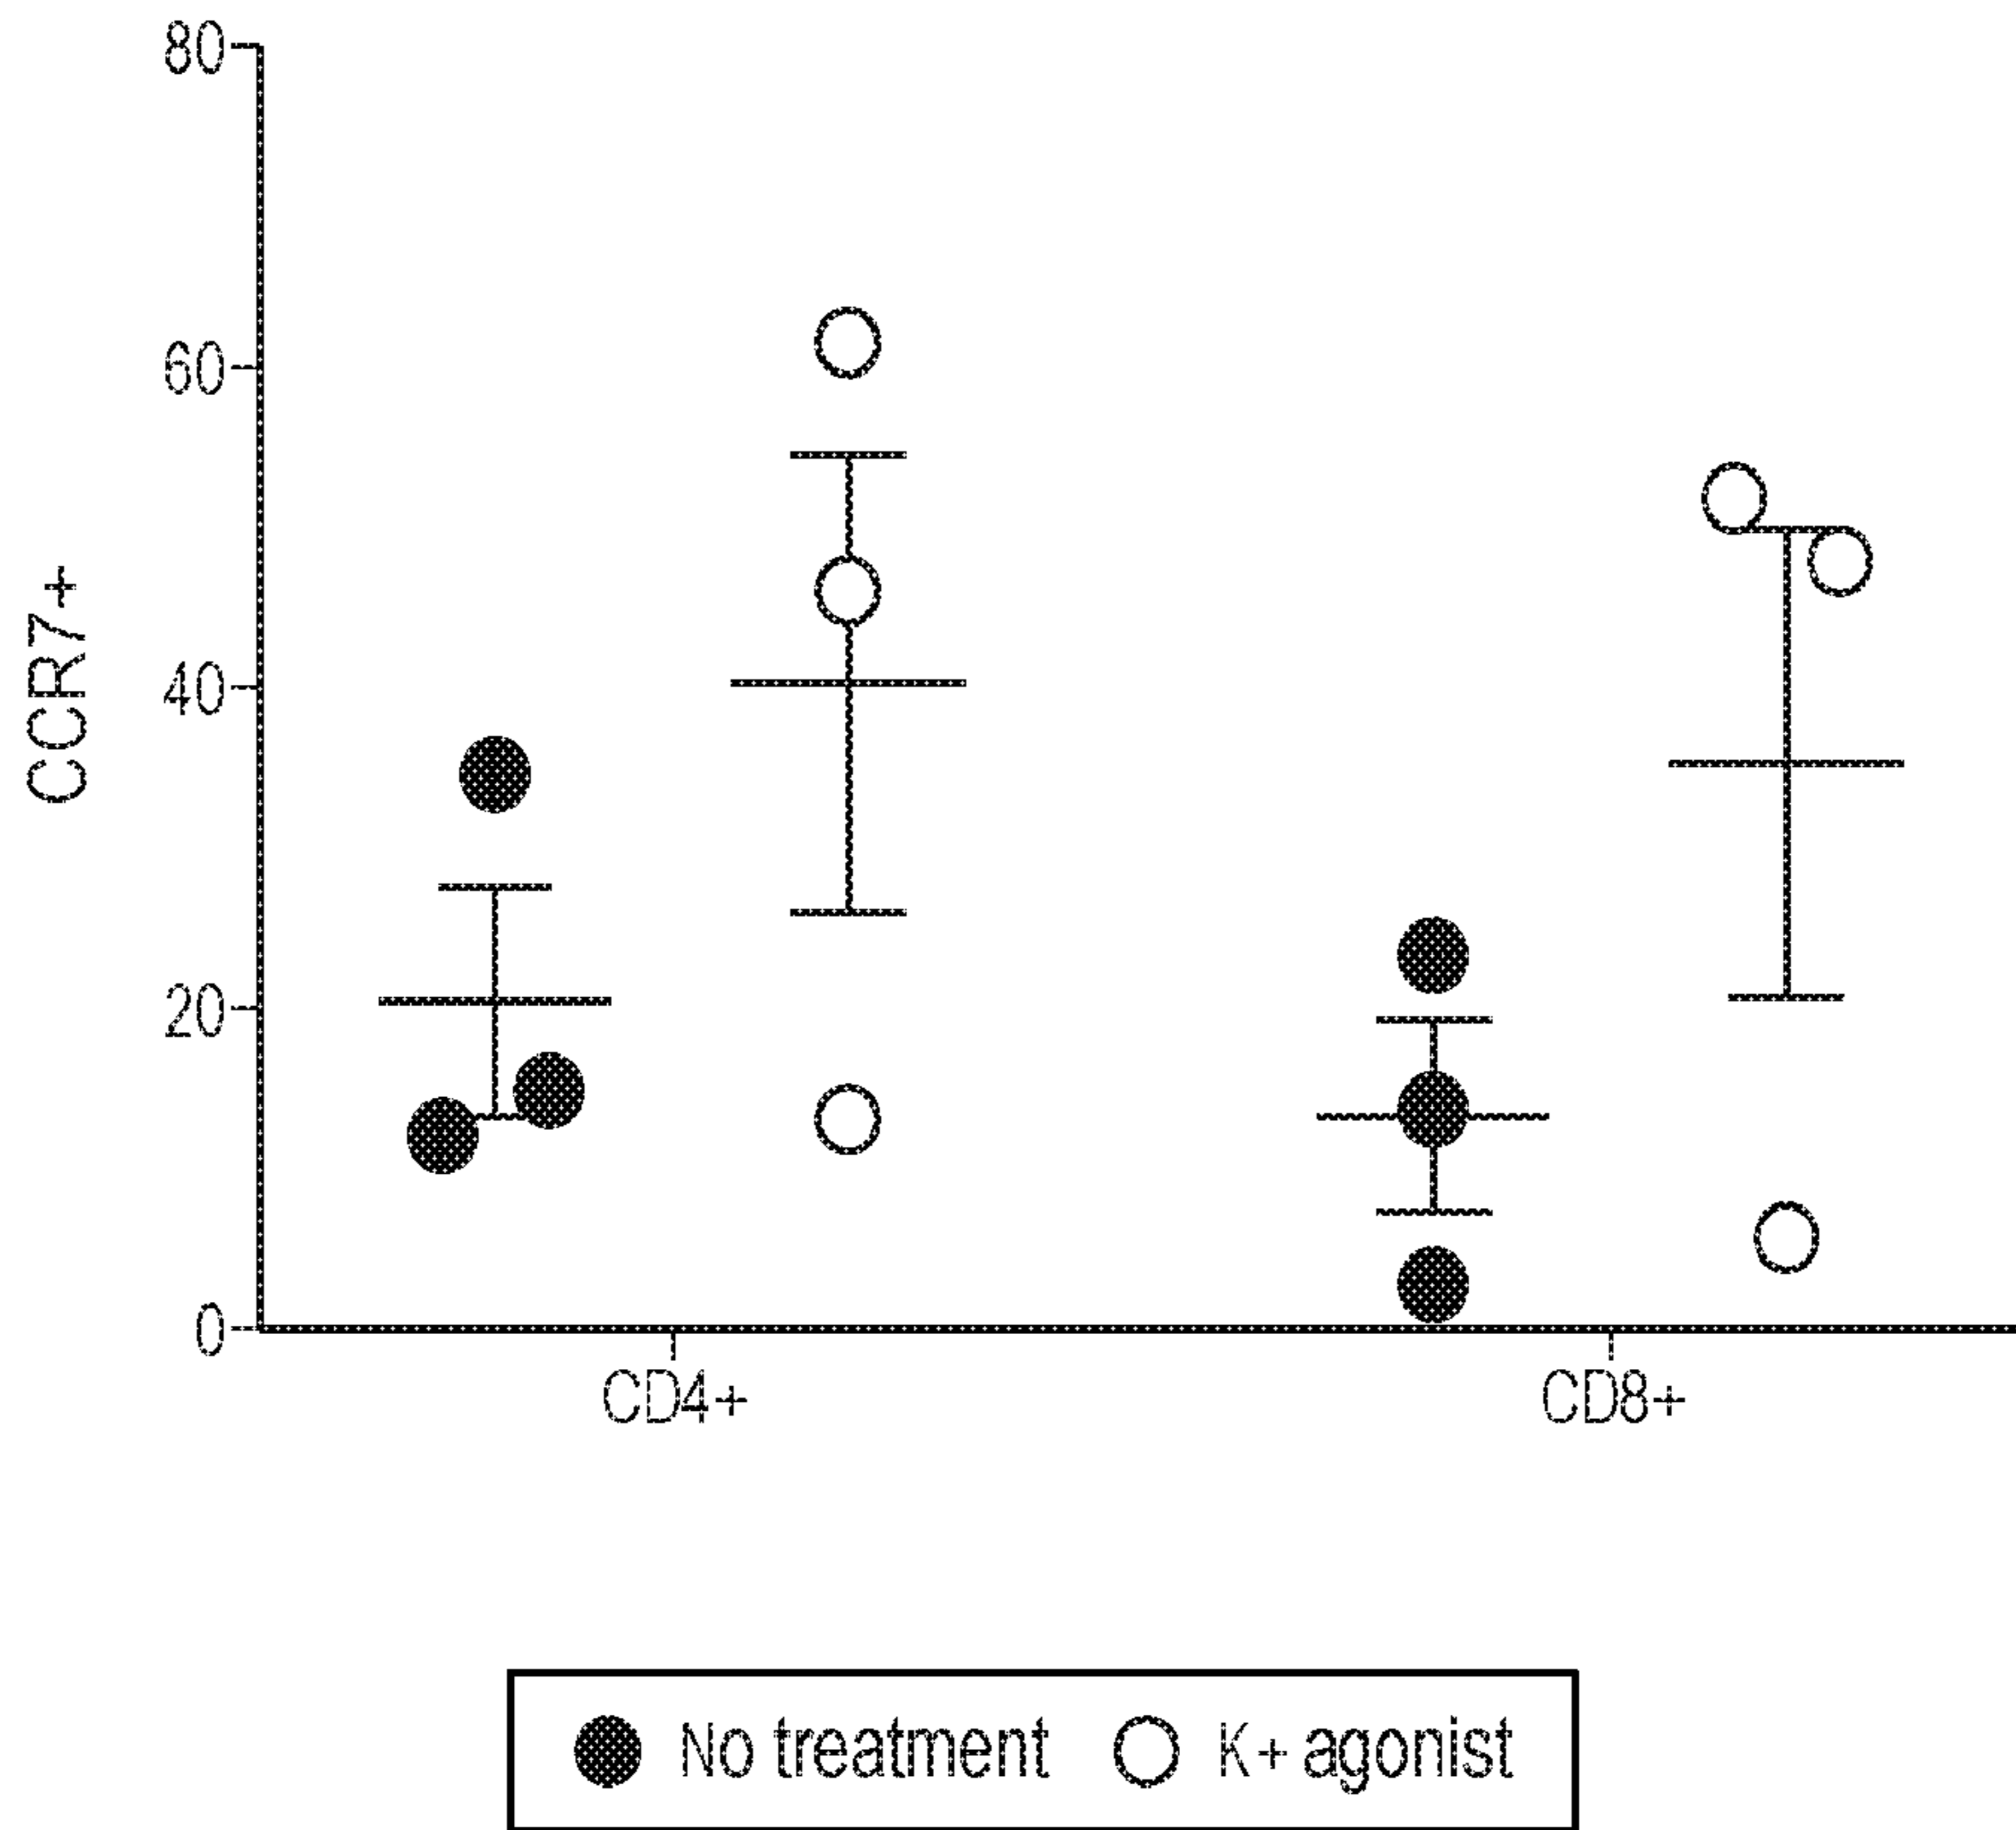 80
60
40
20
0
CCR7+
CD4+
CD8+
No treatment
K+ agonist